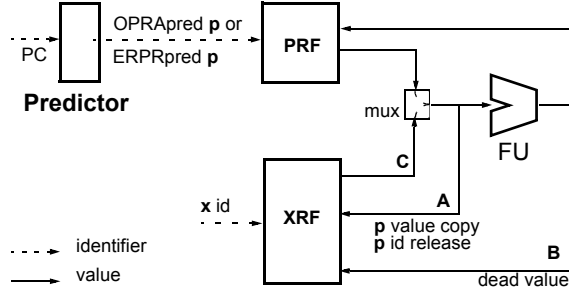 OPRApred p or
PC
ERPRpred p
PRF
Predictor
mux
FU
C
A
x id
XRF
p value copy
p id release
identifier
B
value
dead value